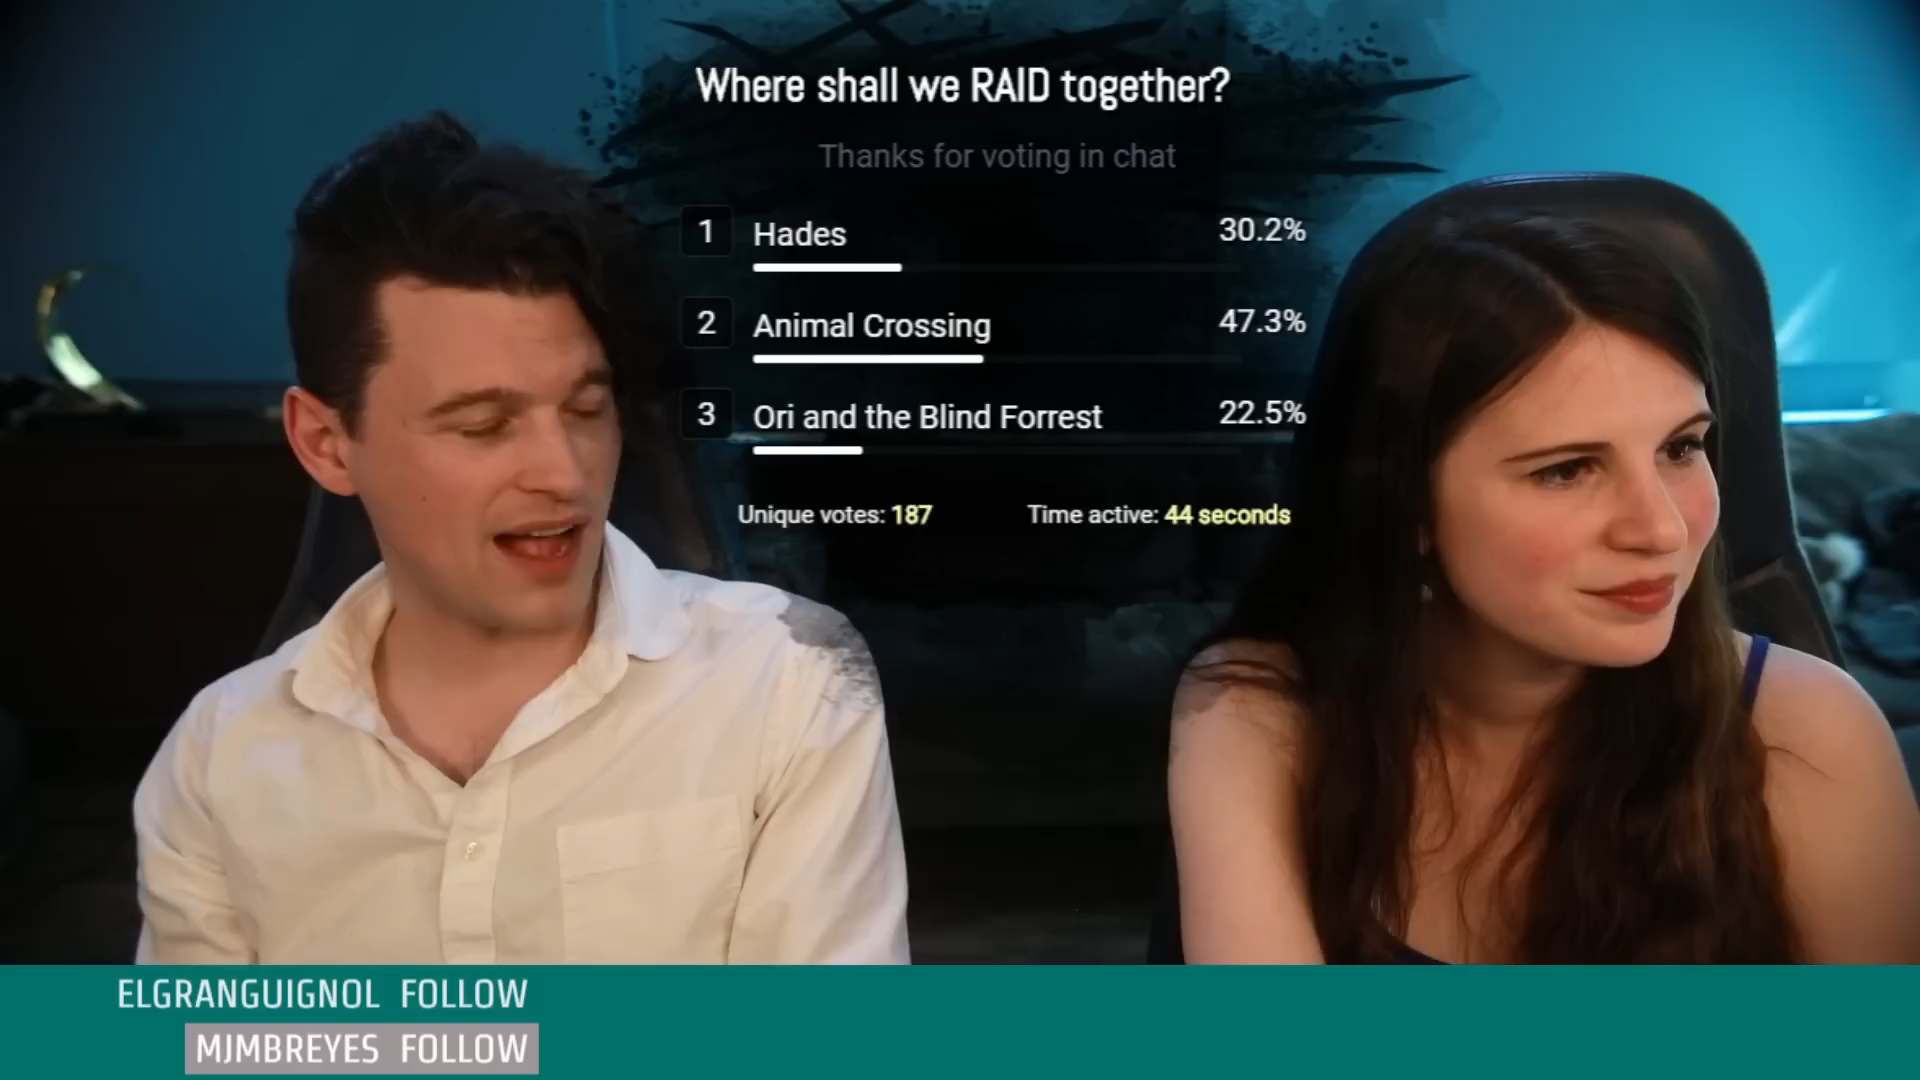 Where shall we RAID together?
Thanks for voting in chat
1 Hades 30.2%
2 Animal Crossing 47.3%
3 Ori and the Blind Forrest 22.5%
Unique votes: 187 Time active: 44 seconds
ELGRANGUIGNOL FOLLOW
MJMBREYES FOLLOW